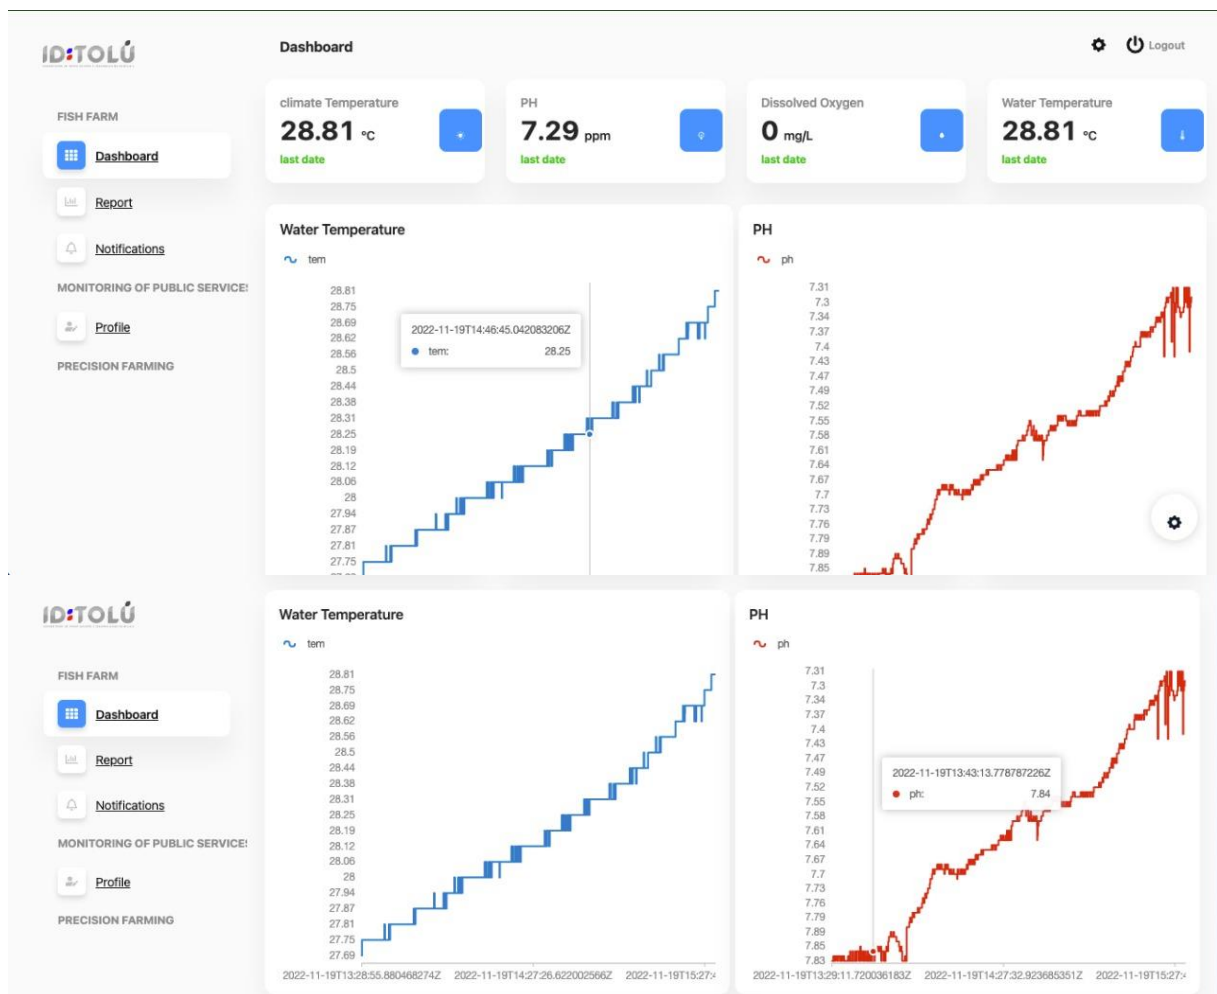 ID:TOLÚ
Dashboard
Logout
FISH FARM
Dashboard
Report
Notifications
MONITORING OF PUBLIC SERVICES
Profile
PRECISION FARMING
climate Temperature
28.81 °C
last date
PH
7.29 ppm
last date
Dissolved Oxygen
0 mg/L
last date
Water Temperature
28.81 °C
last date
Water Temperature
tem
28.81
28.75
28.69
28.62
28.56
28.5
28.44
28.38
28.31
28.25
28.19
28.12
28.06
28
27.94
27.87
27.81
27.75
2022-11-19T14:46:45.042083206Z
tem: 28.25
PH
ph
7.31
7.3
7.34
7.37
7.4
7.43
7.47
7.49
7.52
7.55
7.58
7.61
7.64
7.67
7.7
7.73
7.76
7.79
7.89
7.85
ID:TOLÚ
FISH FARM
Dashboard
Report
Notifications
MONITORING OF PUBLIC SERVICES
Profile
PRECISION FARMING
Water Temperature
tem
28.81
28.75
28.69
28.62
28.56
28.5
28.44
28.38
28.31
28.25
28.19
28.12
28.06
28
27.94
27.87
27.81
27.75
27.69
2022-11-19T13:28:55.880468274Z 2022-11-19T14:27:26.622002566Z 2022-11-19T15:27:4
PH
ph
7.31
7.3
7.34
7.37
7.4
7.43
7.47
7.49
7.52
7.55
7.58
7.61
7.64
7.67
7.7
7.73
7.76
7.79
7.89
7.85
7.83
2022-11-19T13:43:13.778787226Z
ph: 7.84
2022-11-19T13:29:11.720036183Z 2022-11-19T14:27:32.923685351Z 2022-11-19T15:27:4